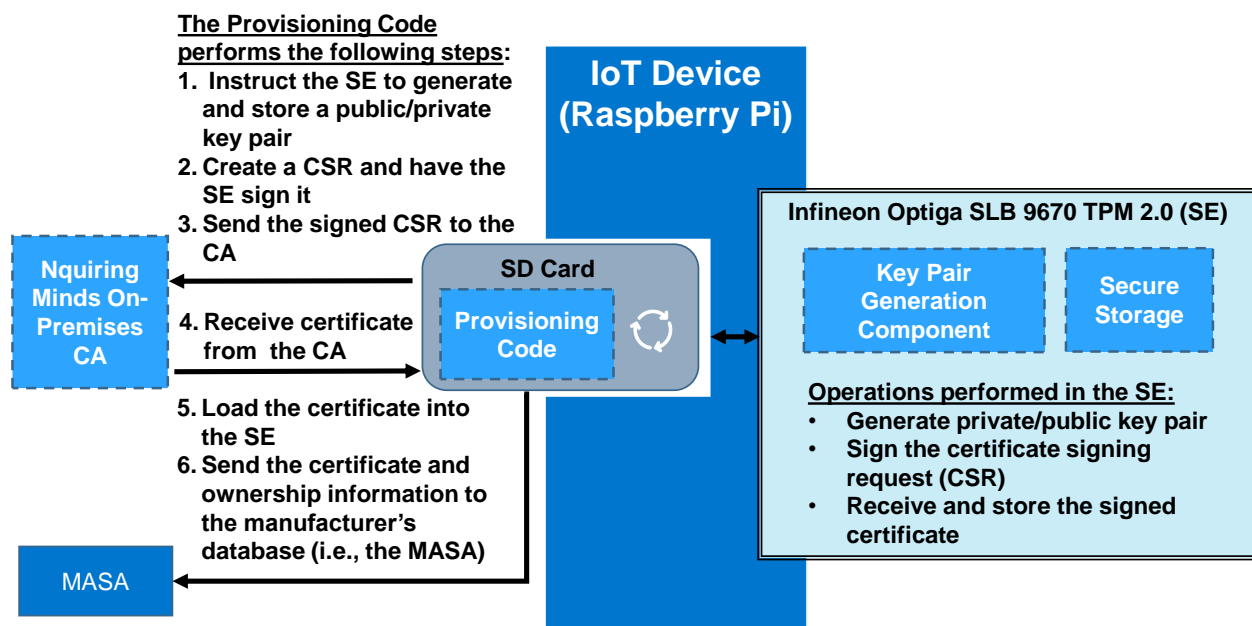 The Provisioning Code
performs the following steps:
1. Instruct the SE to generate
and store a public/private
key pair
2. Create a CSR and have the
SE sign it
3. Send the signed CSR to the
CA
4. Receive certificate
from the CA
5. Load the certificate into
the SE
6. Send the certificate and
ownership information to
the manufacturer's
database (i.e., the MASA)
Nquiring
Minds On-
Premises
CA
MASA
IoT Device
(Raspberry Pi)
SD Card
Provisioning
Code
Infineon Optiga SLB 9670 TPM 2.0 (SE)
Key Pair
Generation
Component
Secure
Storage
Operations performed in the SE:
• Generate private/public key pair
• Sign the certificate signing
request (CSR)
• Receive and store the signed
certificate